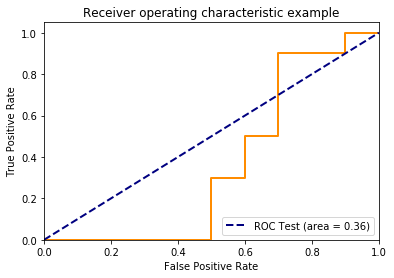 Receiver operating characteristic example
True Positive Rate
1.0
0.8
0.6
0.4
0.2
0.0
ROC Test (area = 0.36)
0.0 0.2 0.4 0.6 0.8 1.0
False Positive Rate